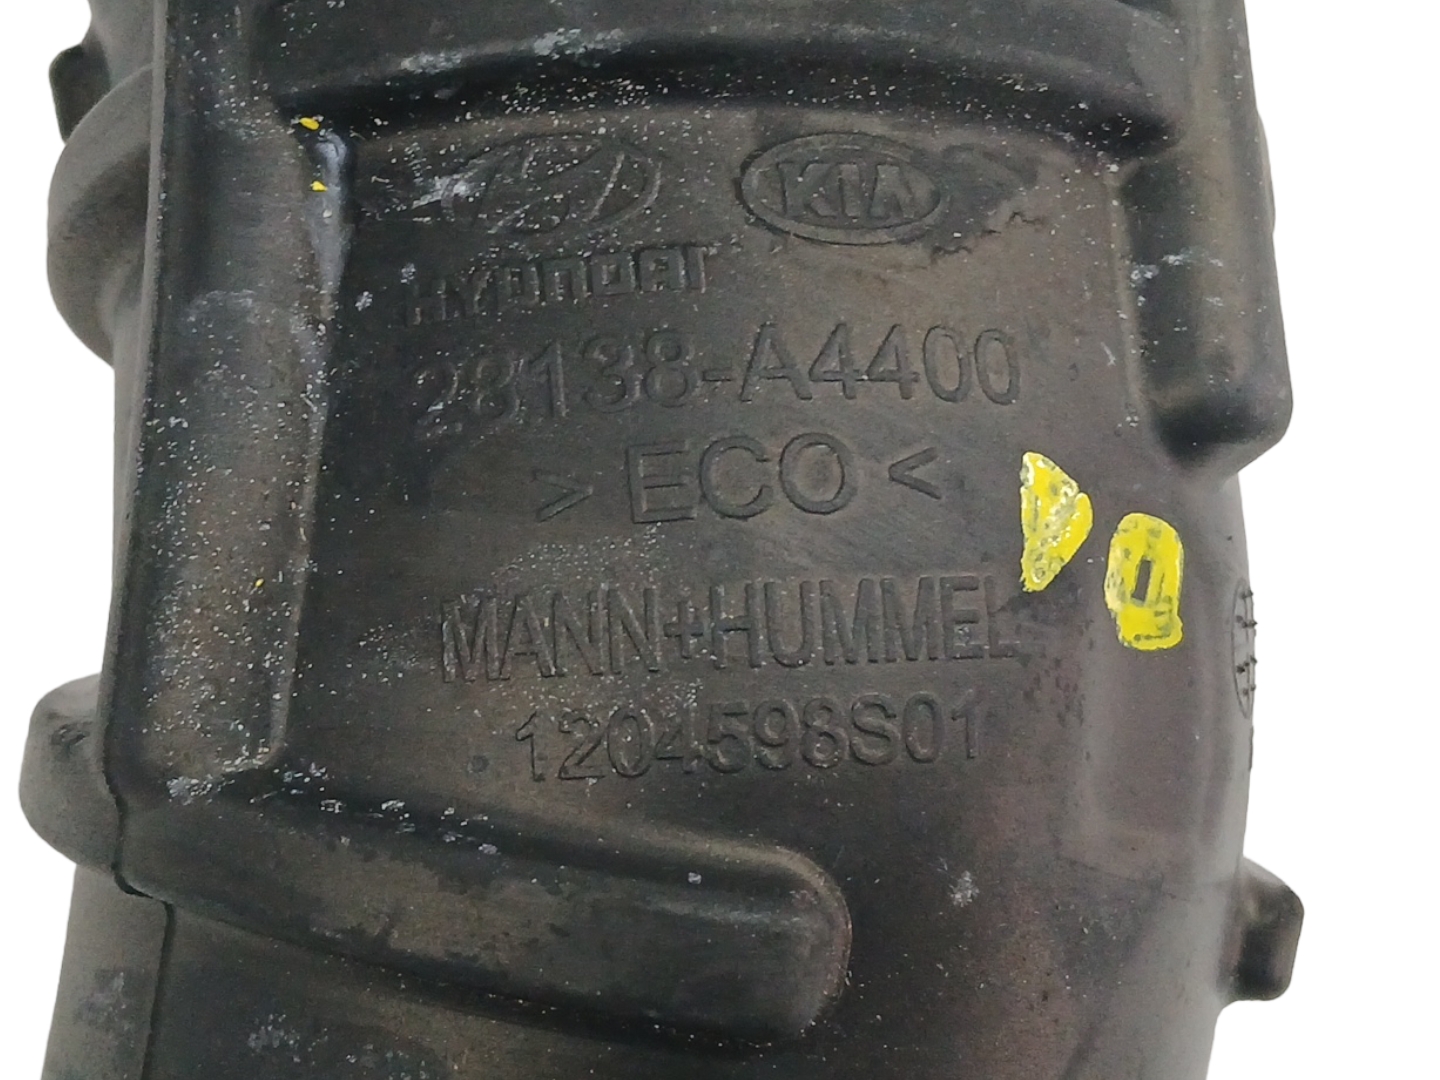 KIA
HYUNDAI
28138-A4400
> ECO <
MANN+HUMMEL
1204598S01